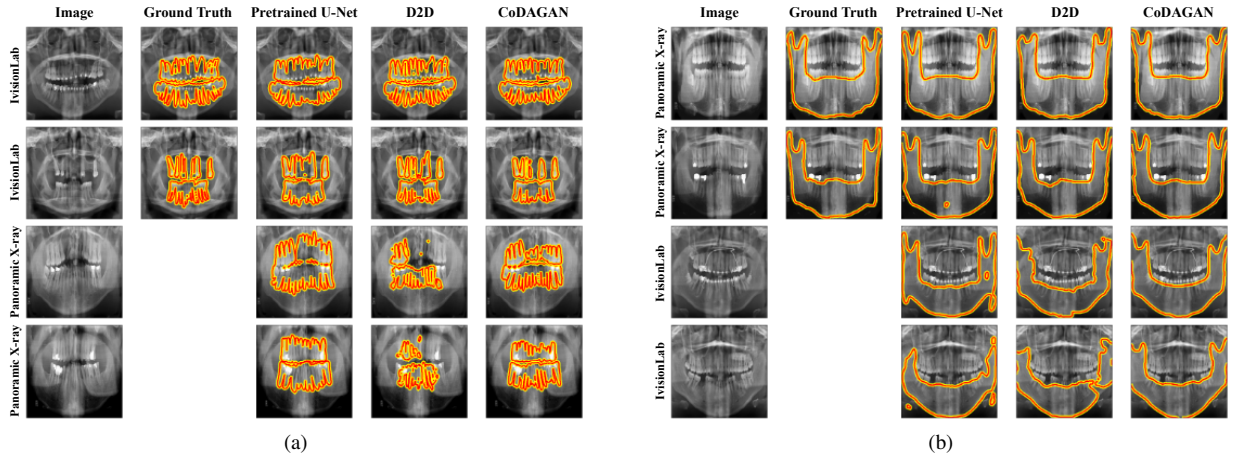 Image Ground Truth Pretrained U-Net D2D CoDAGAN
IvisionLab
IvisionLab
Panoramic X-ray
Panoramic X-ray
(a)
Image Ground Truth Pretrained U-Net D2D CoDAGAN
Panoramic X-ray
Panoramic X-ray
IvisionLab
IvisionLab
(b)